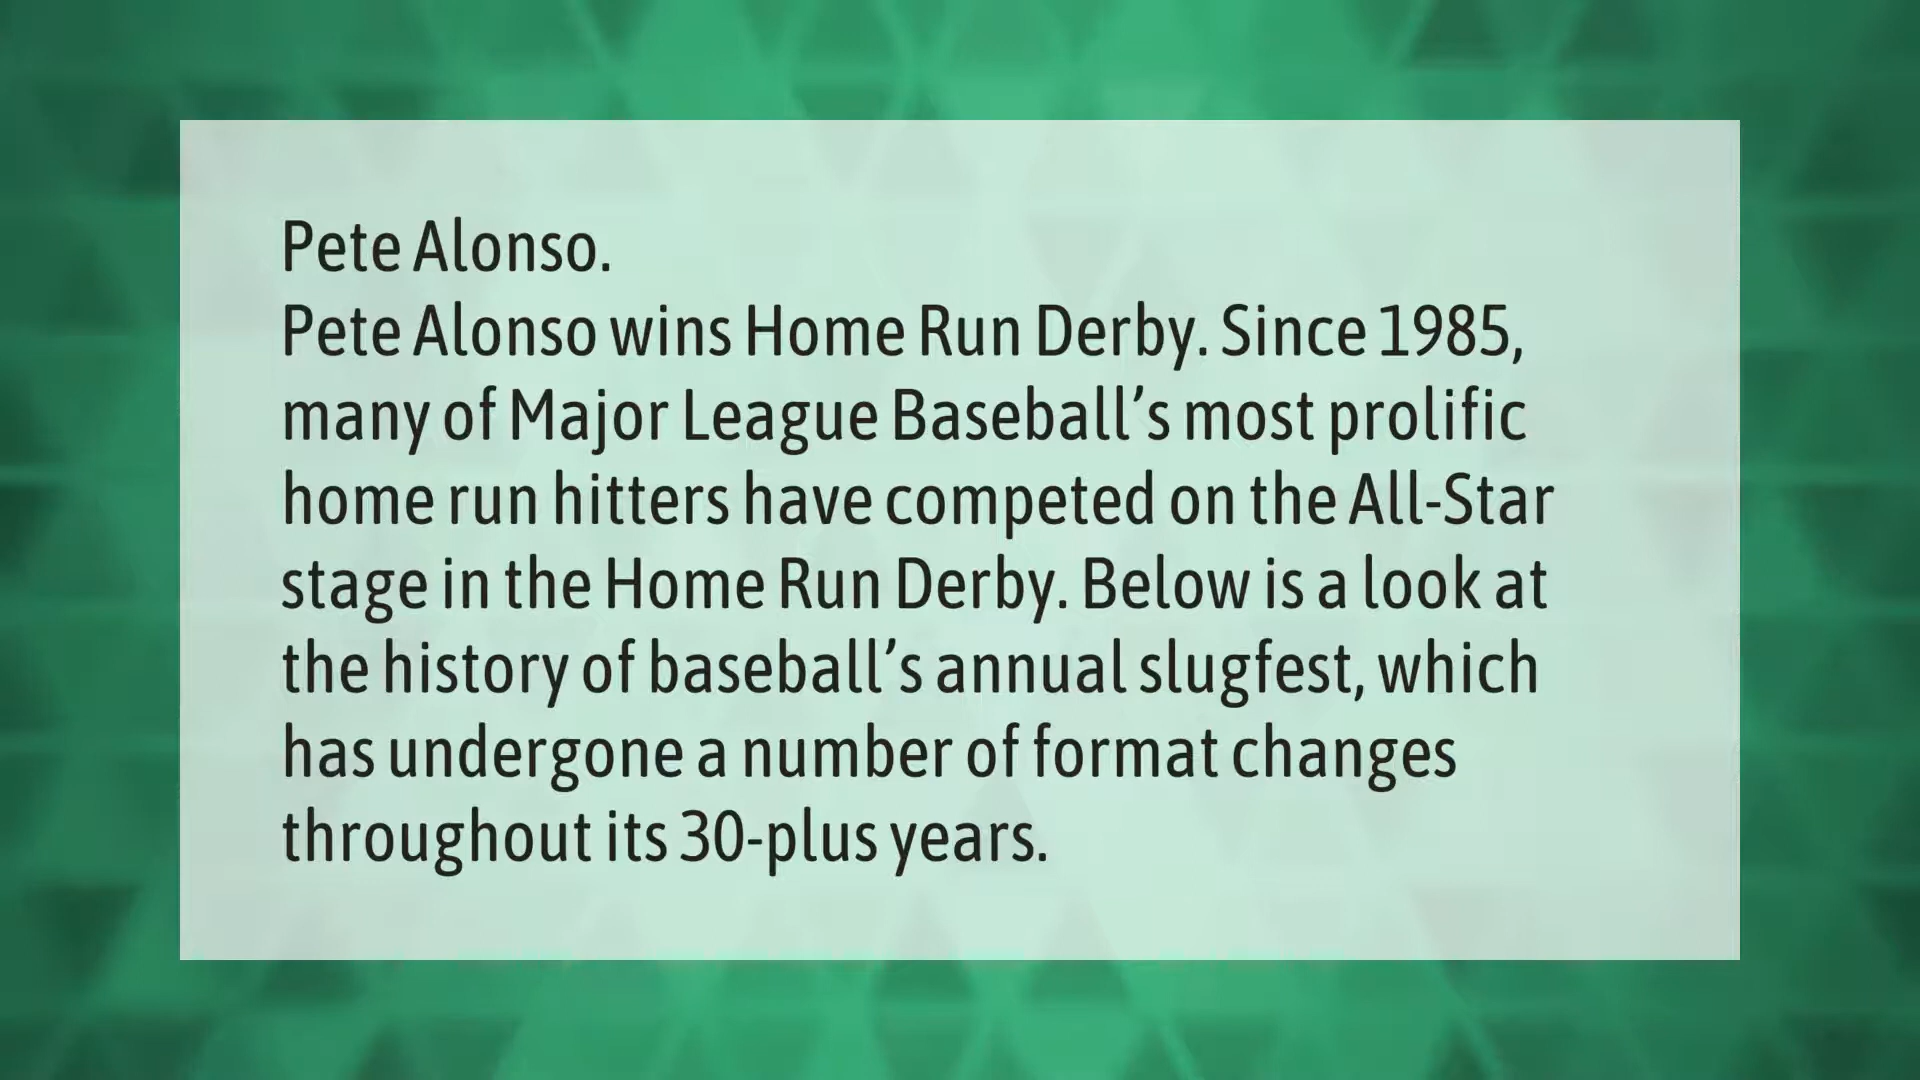 Pete Alonso.
Pete Alonso wins Home Run Derby. Since 1985,
many of Major League Baseball’s most prolific
home run hitters have competed on the All-Star
stage in the Home Run Derby. Below is a look at
the history of baseball’s annual slugfest, which
has undergone a number of format changes
throughout its 30-plus years.